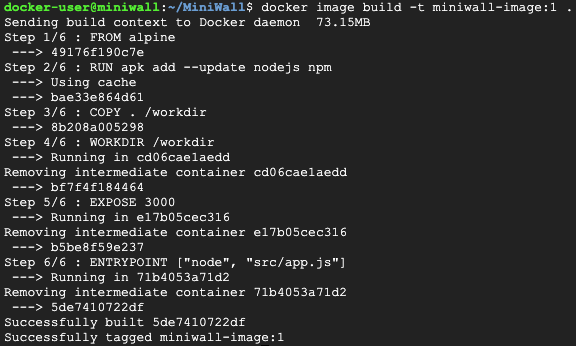 docker-user@miniwall:~/MiniWall$ docker image build -t miniwall-image:1 .
Sending build context to Docker daemon  73.15MB
Step 1/6 : FROM alpine
 ---> 49176f190c7e
Step 2/6 : RUN apk add --update nodejs npm
 ---> Using cache
 ---> bae33e864d61
Step 3/6 : COPY . /workdir
 ---> 8b208a005298
Step 4/6 : WORKDIR /workdir
 ---> Running in cd06cae1aedd
Removing intermediate container cd06cae1aedd
 ---> bf7f4f184464
Step 5/6 : EXPOSE 3000
 ---> Running in e17b05cec316
Removing intermediate container e17b05cec316
 ---> b5be8f59e237
Step 6/6 : ENTRYPOINT ["node", "src/app.js"]
 ---> Running in 71b4053a71d2
Removing intermediate container 71b4053a71d2
 ---> 5de7410722df
Successfully built 5de7410722df
Successfully tagged miniwall-image:1